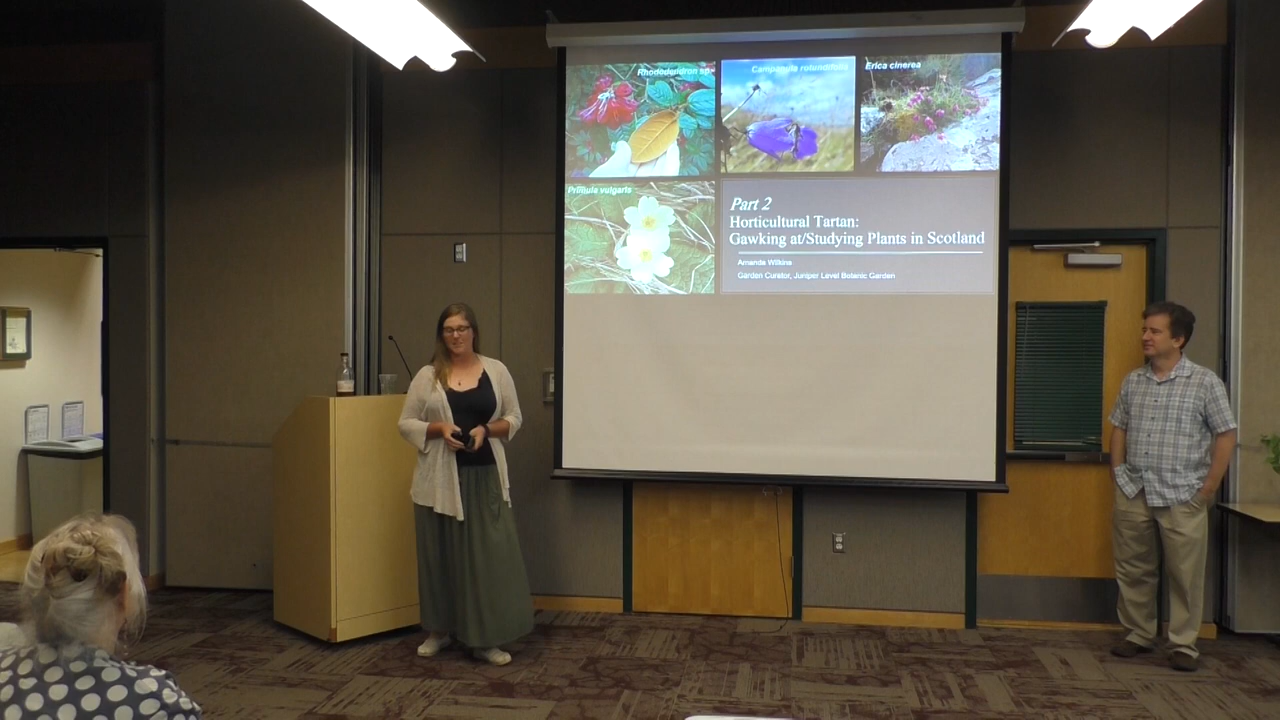 Rhododendron sp.
Campanula rotundifolia
Erica cinerea
Primula vulgaris
Part 2
Horticultural Tartan:
Gawking at/Studying Plants in Scotland
Amanda Wilkins
Garden Curator, Juniper Level Botanic Garden